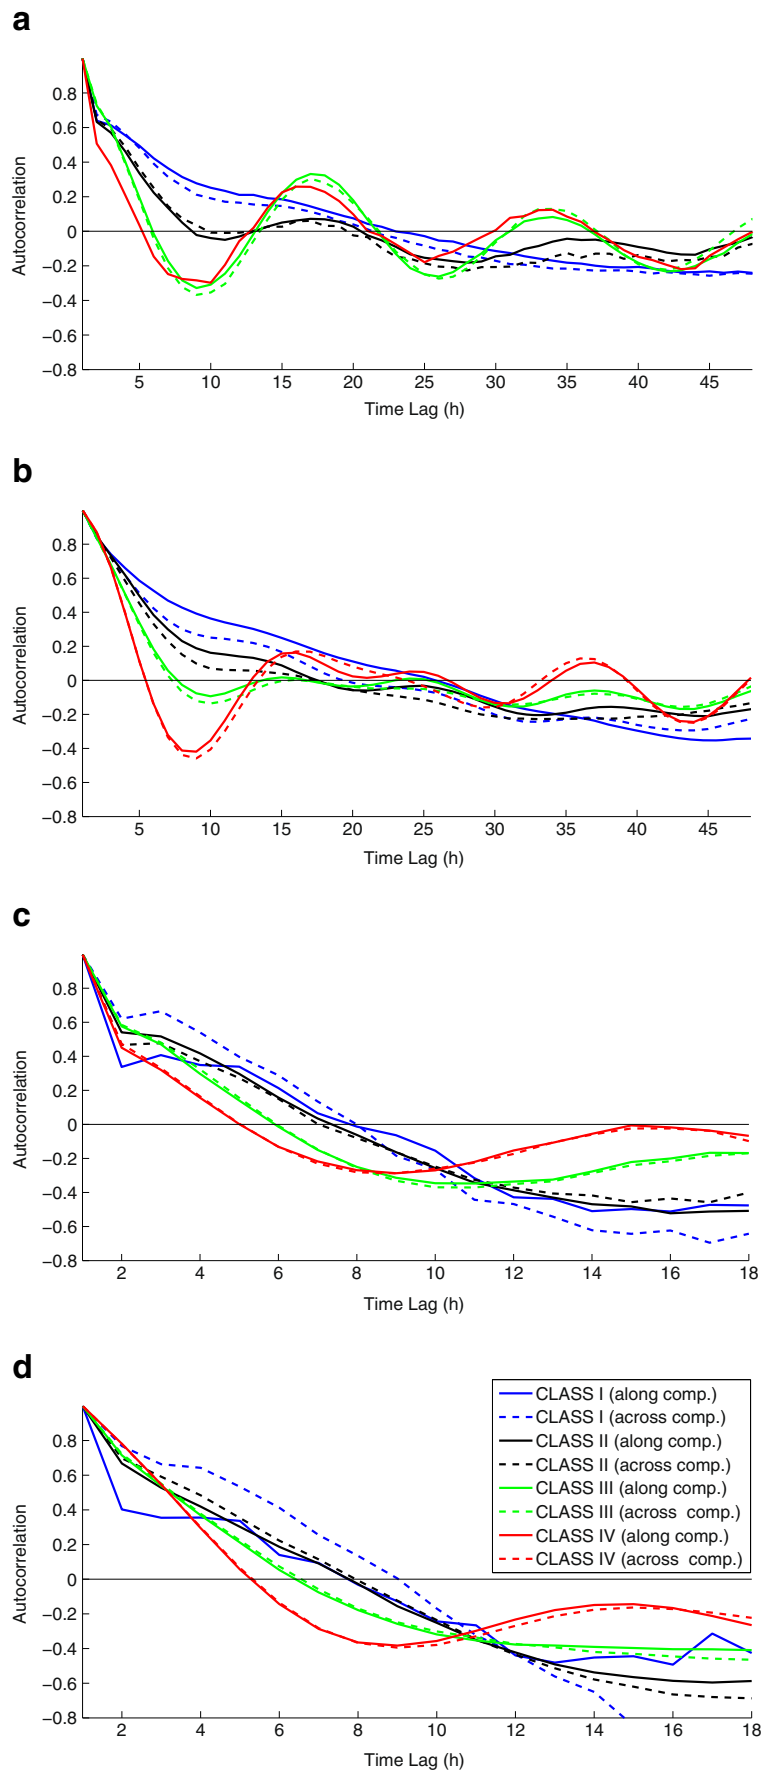 a
0.8
0.6
0.4
0.2
0
−0.2
−0.4
−0.6
−0.8
Autocorrelation
5 10 15 20 25 30 35 40 45
Time Lag (h)
b
0.8
0.6
0.4
0.2
0
−0.2
−0.4
−0.6
−0.8
Autocorrelation
5 10 15 20 25 30 35 40 45
Time Lag (h)
c
0.8
0.6
0.4
0.2
0
−0.2
−0.4
−0.6
−0.8
Autocorrelation
2 4 6 8 10 12 14 16 18
Time Lag (h)
d
CLASS I (along comp.)
CLASS I (across comp.)
CLASS II (along comp.)
CLASS II (across comp.)
CLASS III (along comp.)
CLASS III (across  comp.)
CLASS IV (along comp.)
CLASS IV (across  comp.)
0.8
0.6
0.4
0.2
0
−0.2
−0.4
−0.6
−0.8
Autocorrelation
2 4 6 8 10 12 14 16 18
Time Lag (h)